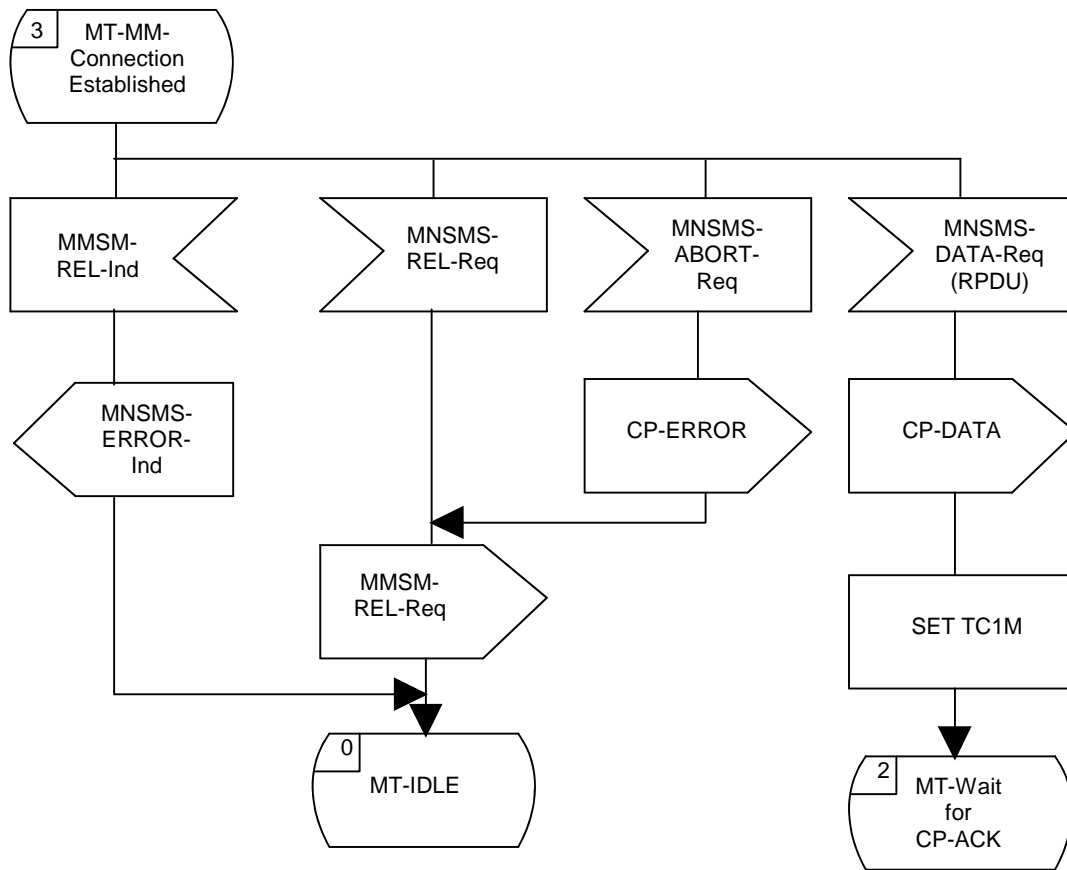 3
MT-MM-
Connection
Established
MMSM-
REL-Ind
MNSMS-
REL-Req
MNSMS-
ABORT-
Req
MNSMS-
DATA-Req
(RPDU)
MNSMS-
ERROR-
Ind
CP-ERROR
CP-DATA
MMSM-
REL-Req
SET TC1M
0
MT-IDLE
2
MT-Wait
for
CP-ACK